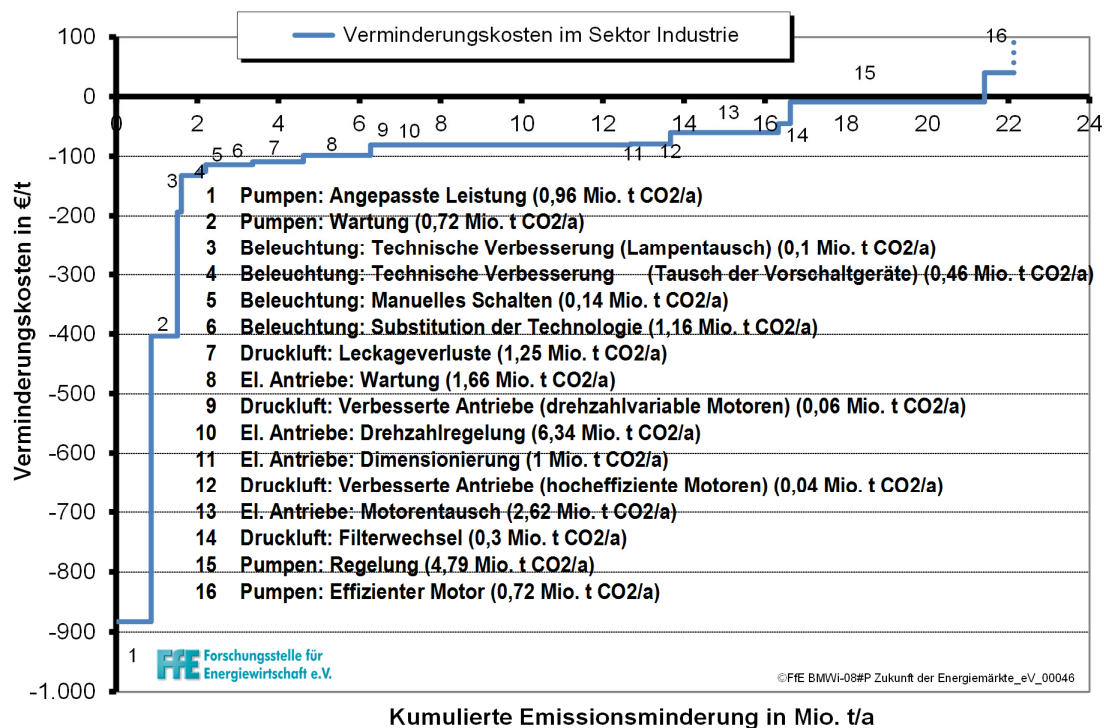 Verminderungskosten im Sektor Industrie
100
0
-100
-200
-300
-400
-500
-600
-700
-800
-900
-1.000
Verminderungskosten in €/t
0 2 4 6 8 10 12 14 16 18 20 22 24
1
2
3
4
5
6
7
8
9
10
11
12
13
14
15
16
1 Pumpen: Angepasste Leistung (0,96 Mio. t CO2/a)
2 Pumpen: Wartung (0,72 Mio. t CO2/a)
3 Beleuchtung: Technische Verbesserung (Lampentausch) (0,1 Mio. t CO2/a)
4 Beleuchtung: Technische Verbesserung (Tausch der Vorschaltgeräte) (0,46 Mio. t CO2/a)
5 Beleuchtung: Manuelles Schalten (0,14 Mio. t CO2/a)
6 Beleuchtung: Substitution der Technologie (1,16 Mio. t CO2/a)
7 Druckluft: Leckageverluste (1,25 Mio. t CO2/a)
8 El. Antriebe: Wartung (1,66 Mio. t CO2/a)
9 Druckluft: Verbesserte Antriebe (drehzahlvariable Motoren) (0,06 Mio. t CO2/a)
10 El. Antriebe: Drehzahlregelung (6,34 Mio. t CO2/a)
11 El. Antriebe: Dimensionierung (1 Mio. t CO2/a)
12 Druckluft: Verbesserte Antriebe (hocheffiziente Motoren) (0,04 Mio. t CO2/a)
13 El. Antriebe: Motorentausch (2,62 Mio. t CO2/a)
14 Druckluft: Filterwechsel (0,3 Mio. t CO2/a)
15 Pumpen: Regelung (4,79 Mio. t CO2/a)
16 Pumpen: Effizienter Motor (0,72 Mio. t CO2/a)
FfE Forschungsstelle für
Energiewirtschaft e.V.
©FfE BMWi-08#P Zukunft der Energiemärkte_eV_00046
Kumulierte Emissionsminderung in Mio. t/a